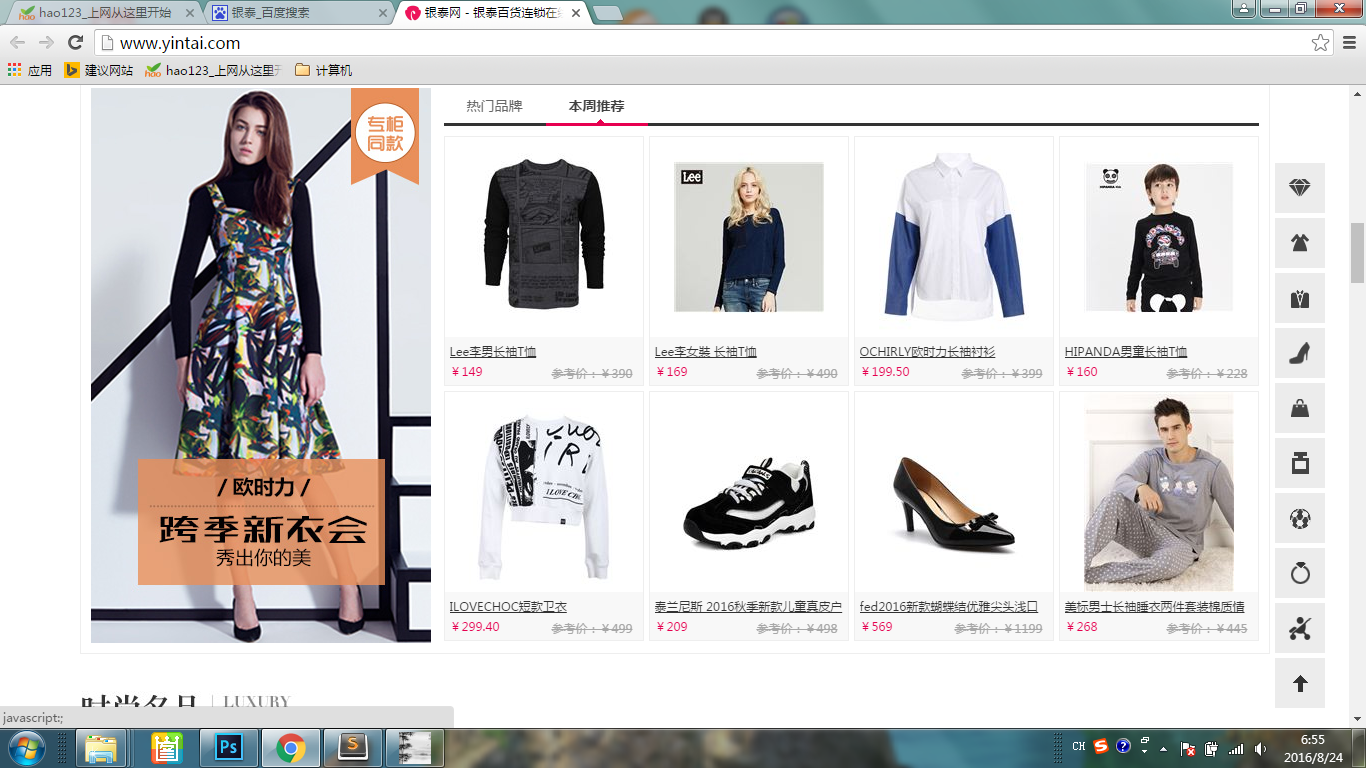 hao123_上网从这里开始
银泰_百度搜索
银泰网 - 银泰百货连锁在
www.yintai.com
应用
建议网站
hao123_上网从这里开
计算机
专柜
同款
/ 欧时力 /
跨季新衣会
秀出你的美
热门品牌
本周推荐
Lee
Lee李男长袖T恤
￥149
参考价：￥390
Lee李女装 长袖T恤
￥169
参考价：￥490
OCHIRLY欧时力长袖衬衫
￥199.50
参考价：￥399
HIPANDA男童长袖T恤
￥160
参考价：￥228
ILOVECHOC短款卫衣
￥299.40
参考价：￥499
泰兰尼斯 2016秋季新款儿童真皮户
￥209
参考价：￥498
fed2016新款蝴蝶结优雅尖头浅口
￥569
参考价：￥1199
美标男士长袖睡衣两件套装棉质情
￥268
参考价：￥445
时尚名品
LUXURY
javascript:;
Ps
CH
6:55
2016/8/24